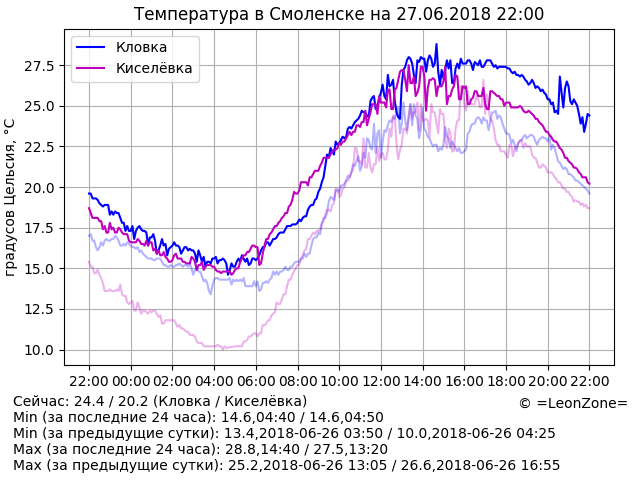 Температура в Смоленске на 27.06.2018 22:00
Кловка
Киселёвка
градусов Цельсия, °C
27.5
25.0
22.5
20.0
17.5
15.0
12.5
10.0
22:00 00:00 02:00 04:00 06:00 08:00 10:00 12:00 14:00 16:00 18:00 20:00 22:00
Сейчас: 24.4 / 20.2 (Кловка / Киселёвка)
© =LeonZone=
Min (за последние 24 часа): 14.6,04:40 / 14.6,04:50
Min (за предыдущие сутки): 13.4,2018-06-26 03:50 / 10.0,2018-06-26 04:25
Max (за последние 24 часа): 28.8,14:40 / 27.5,13:20
Max (за предыдущие сутки): 25.2,2018-06-26 13:05 / 26.6,2018-06-26 16:55